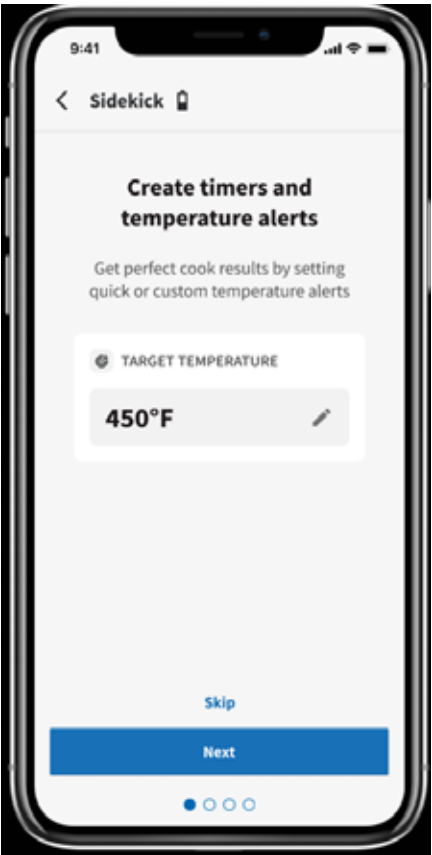 9:41
Sidekick
Create timers and
temperature alerts
Get perfect cook results by setting
quick or custom temperature alerts
TARGET TEMPERATURE
450°F
Skip
Next